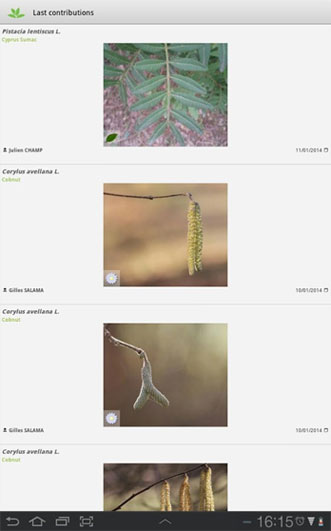 Last contributions
Pistacia lentiscus L.
Cyprus Sumac
Julien CHAMP
11/01/2014
Corylus avellana L.
Cobnut
Gilles SALAMA
10/01/2014
Corylus avellana L.
Cobnut
Gilles SALAMA
10/01/2014
Corylus avellana L.
Cobnut
16:15